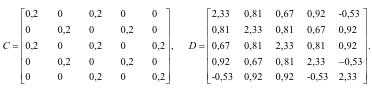 C = [0,2 0 0,2 0 0
0 0,2 0 0,2 0
0,2 0 0,2 0 0,2
0 0,2 0 0,2 0
0 0 0,2 0 0,2],
D = [2,33 0,81 0,67 0,92 -0,53
0,81 2,33 0,81 0,67 0,92
0,67 0,81 2,33 0,81 0,92
0,92 0,67 0,81 2,33 −0,53
-0,53 0,92 0,92 -0,53 2,33].